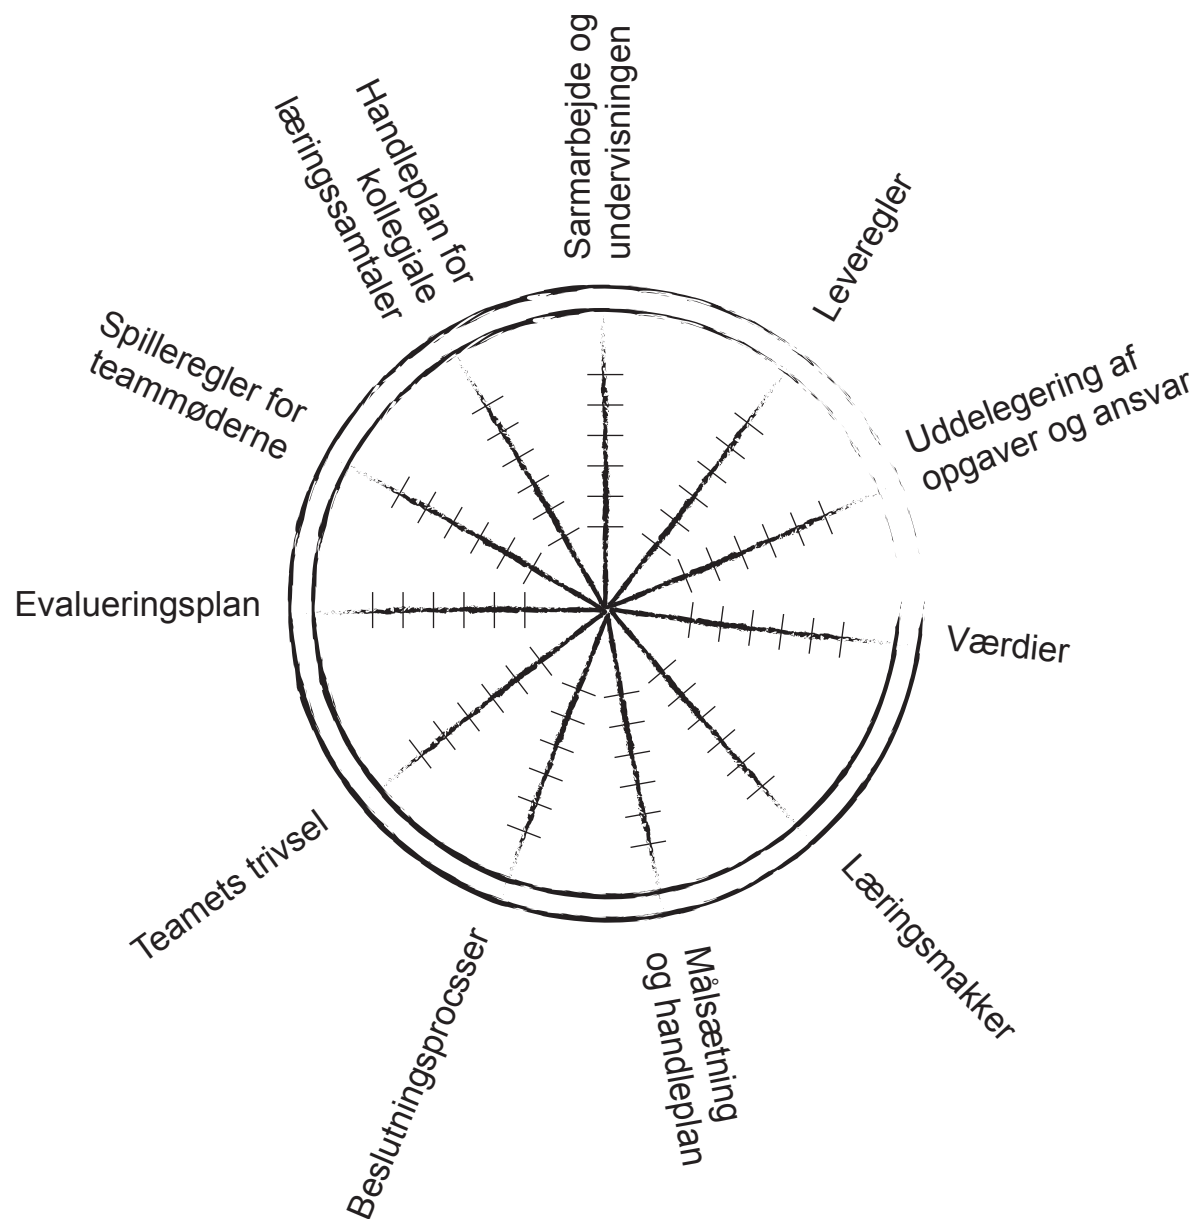 Sarmarbejde og
undervisningen
Leveregler
Uddelegering af
opgaver og ansvar
Værdier
Læringsmakker
Målsætning
og handleplan
Beslutningsprocsser
Teamets trivsel
Evalueringsplan
Spilleregler for
teammøderne
Handleplan for
kollegiale
læringssamtaler